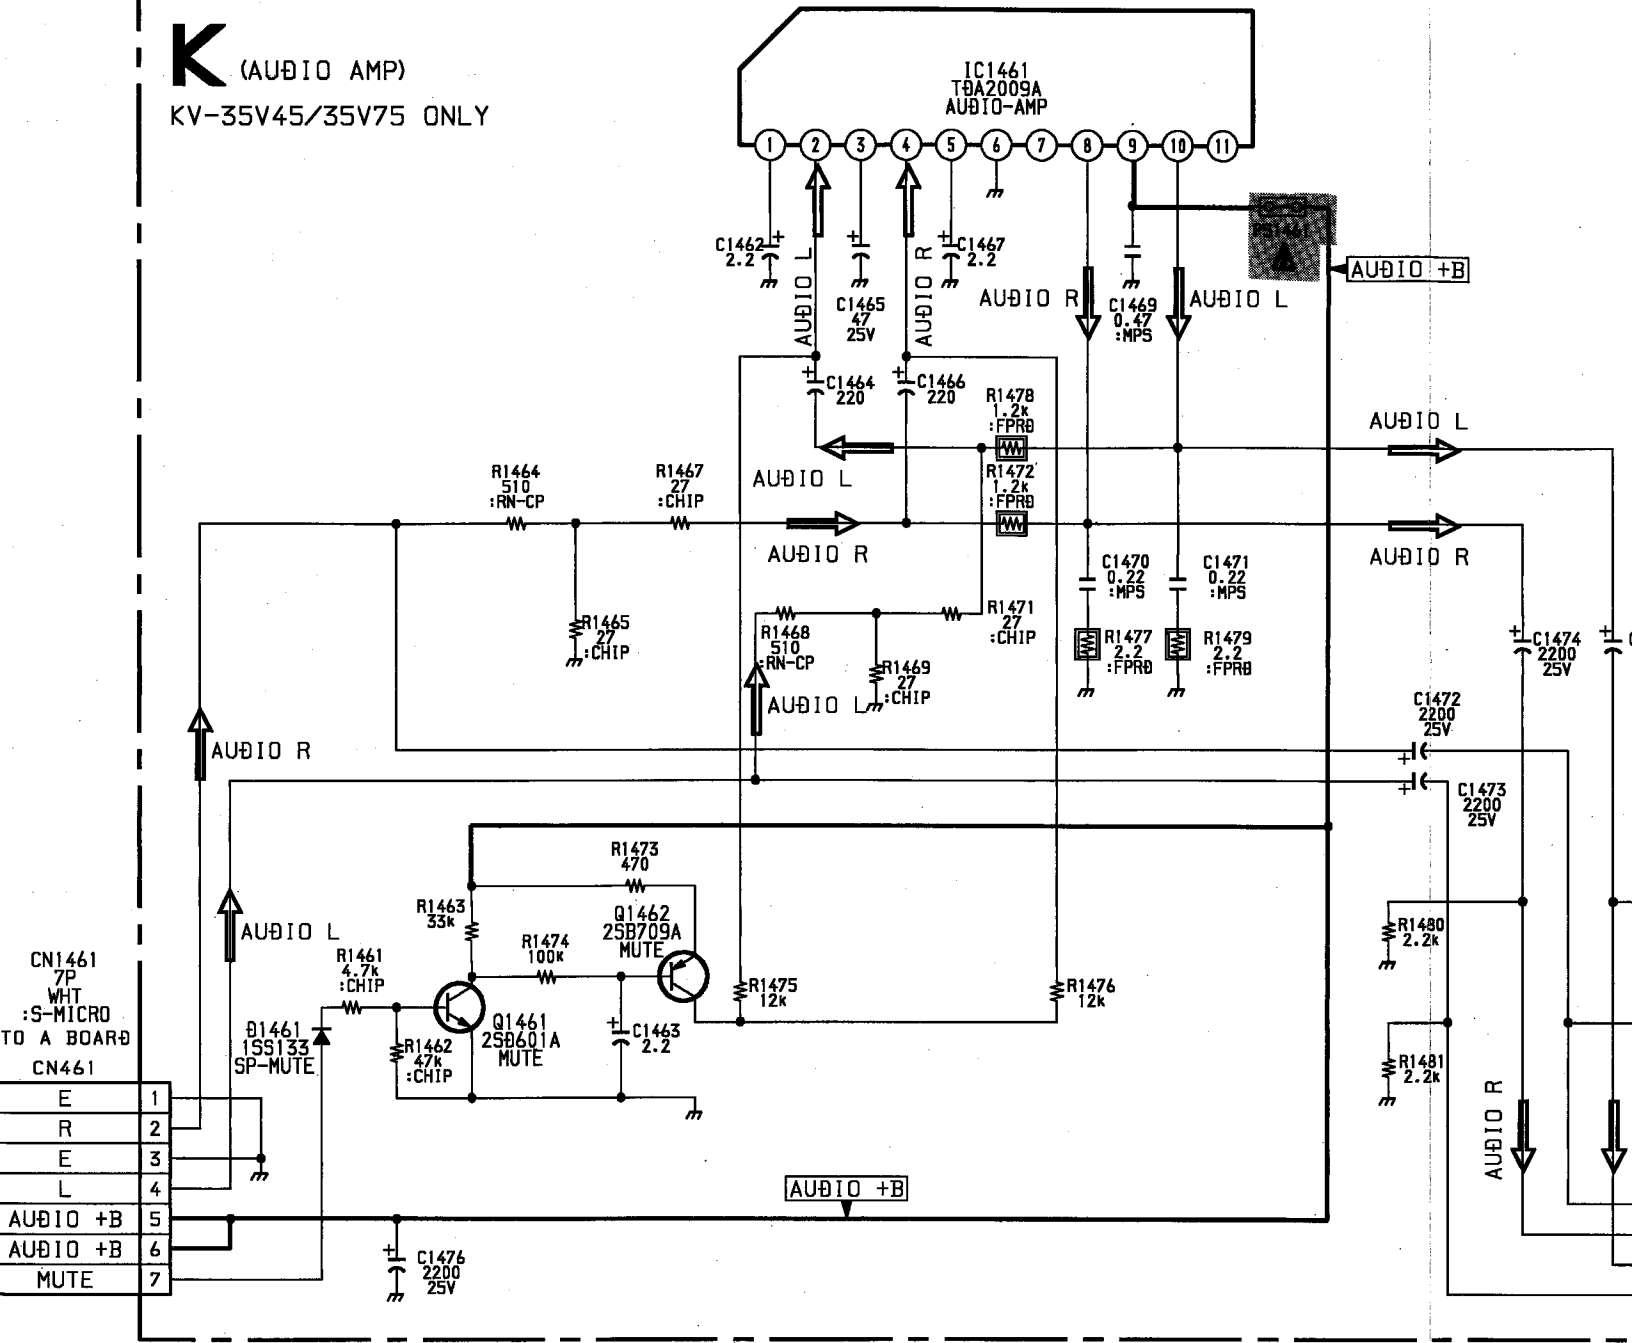 K (AUDIO AMP)
KV-35V45/35V75 ONLY
IC1461
TDA2009A
AUDIO-AMP
1 2 3 4 5 6 7 8 9 10 11
C1462
2.2
AUDIO L
C1465
47
25V
AUDIO R
C1467
2.2
AUDIO R
C1469
0.47
:MPS
AUDIO L
PS1461
AUDIO +B
C1464
220
C1466
220
R1478
1.2k
:FPRD
AUDIO L
AUDIO L
R1472
1.2k
:FPRD
R1464
510
:RN-CP
R1467
27
:CHIP
AUDIO R
AUDIO R
R1465
27
:CHIP
R1468
510
:RN-CP
R1469
27
:CHIP
R1471
27
:CHIP
C1470
0.22
:MPS
C1471
0.22
:MPS
R1477
2.2
:FPRD
R1479
2.2
:FPRD
C1474
2200
25V
AUDIO L
AUDIO R
C1472
2200
25V
C1473
2200
25V
R1473
470
R1463
33k
Q1462
2SB709A
MUTE
R1474
100k
AUDIO L
R1461
4.7k
:CHIP
R1480
2.2k
R1475
12k
R1476
12k
CN1461
7P
WHT
:S-MICRO
TO A BOARD
CN461
D1461
1SS133
SP-MUTE
R1462
47k
:CHIP
Q1461
2SD601A
MUTE
C1463
2.2
R1481
2.2k
AUDIO R
E 1
R 2
E 3
L 4
AUDIO +B 5
AUDIO +B 6
MUTE 7
AUDIO +B
C1476
2200
25V